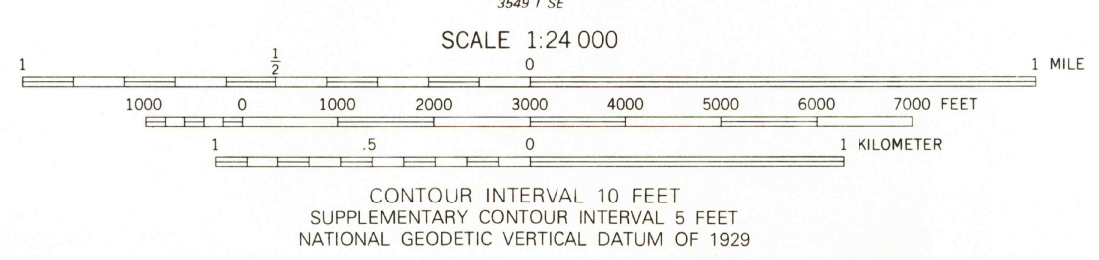 3549 I SE
SCALE 1:24 000
1 1/2 0 1 MILE
1000 0 1000 2000 3000 4000 5000 6000 7000 FEET
1 .5 0 1 KILOMETER
CONTOUR INTERVAL 10 FEET
SUPPLEMENTARY CONTOUR INTERVAL 5 FEET
NATIONAL GEODETIC VERTICAL DATUM OF 1929